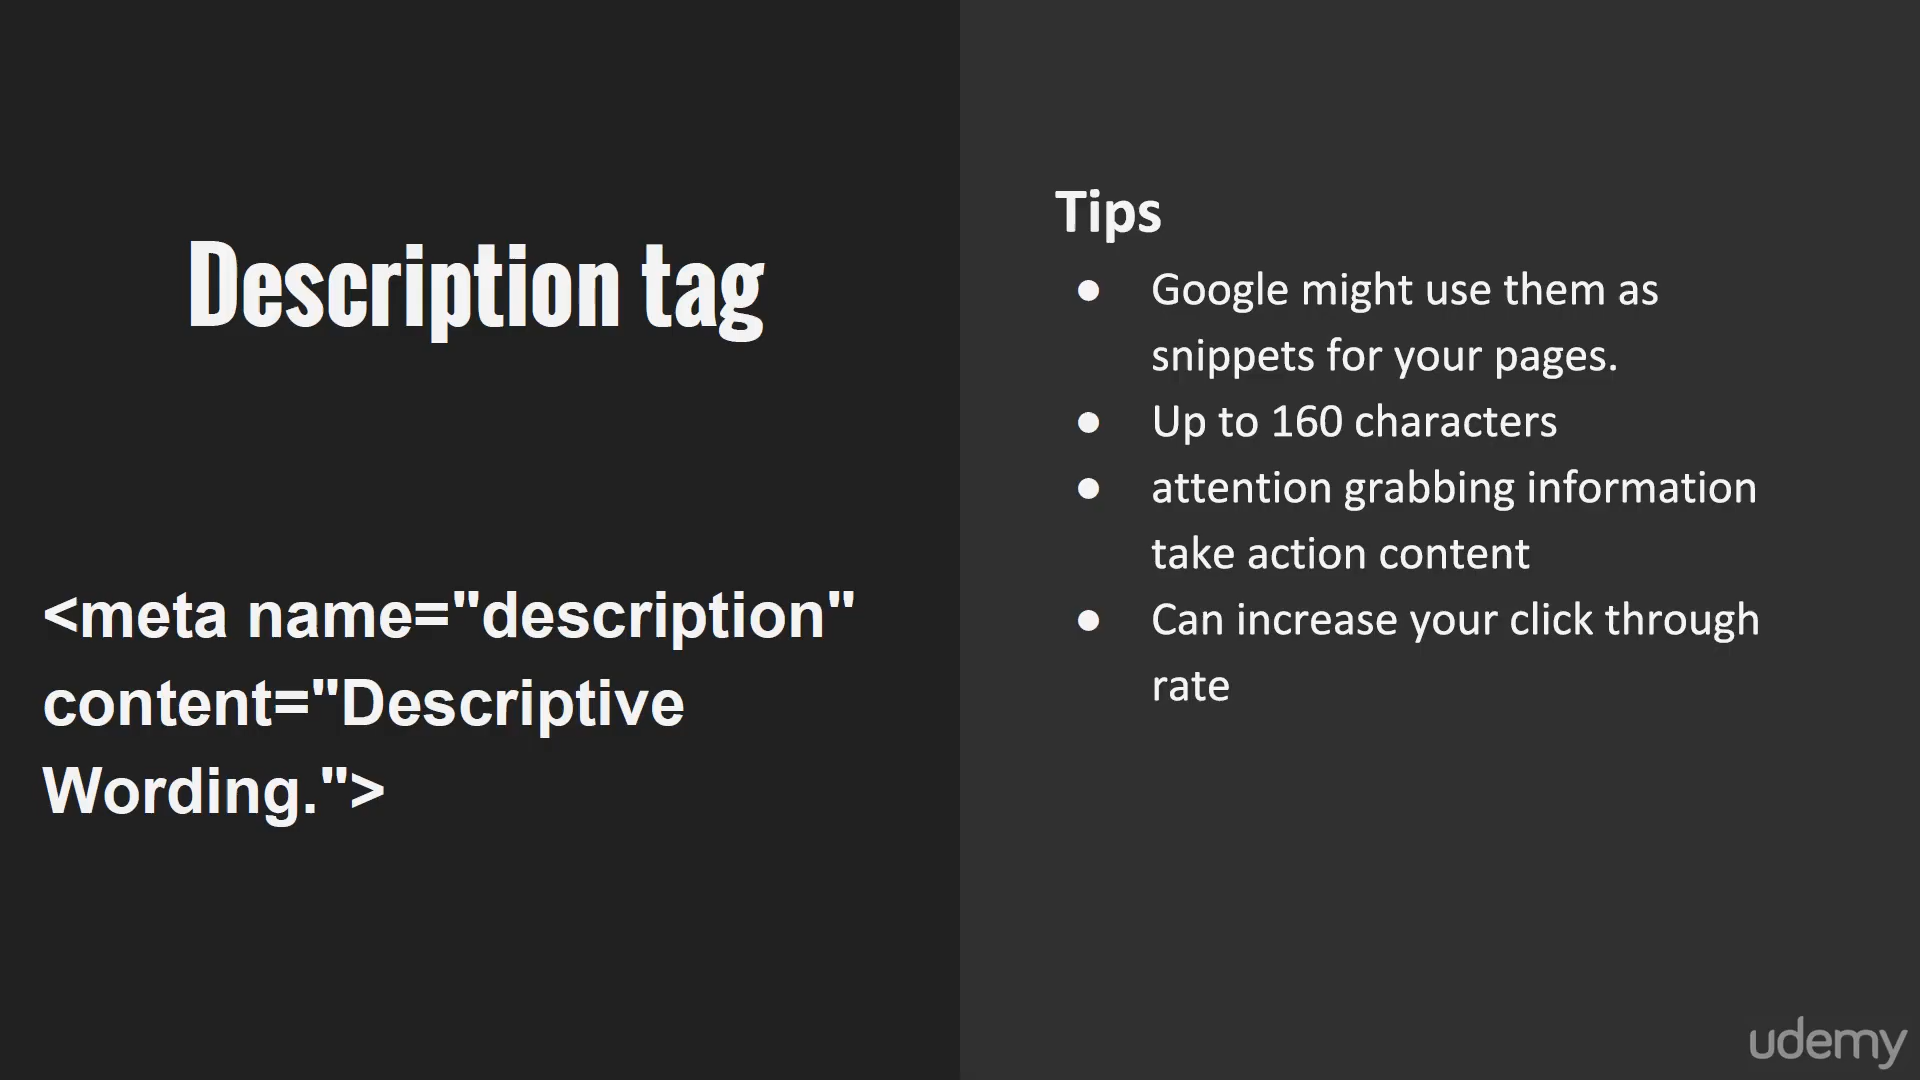 Description tag
<meta name="description"
content="Descriptive
Wording.">
Tips
● Google might use them as
snippets for your pages.
● Up to 160 characters
● attention grabbing information
take action content
● Can increase your click through
rate
udemy